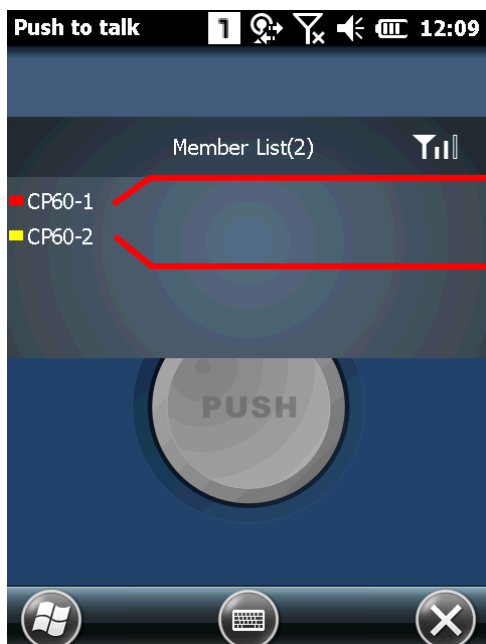 Push to talk 1 12:09
Member List(2)
CP60-1
CP60-2
PUSH